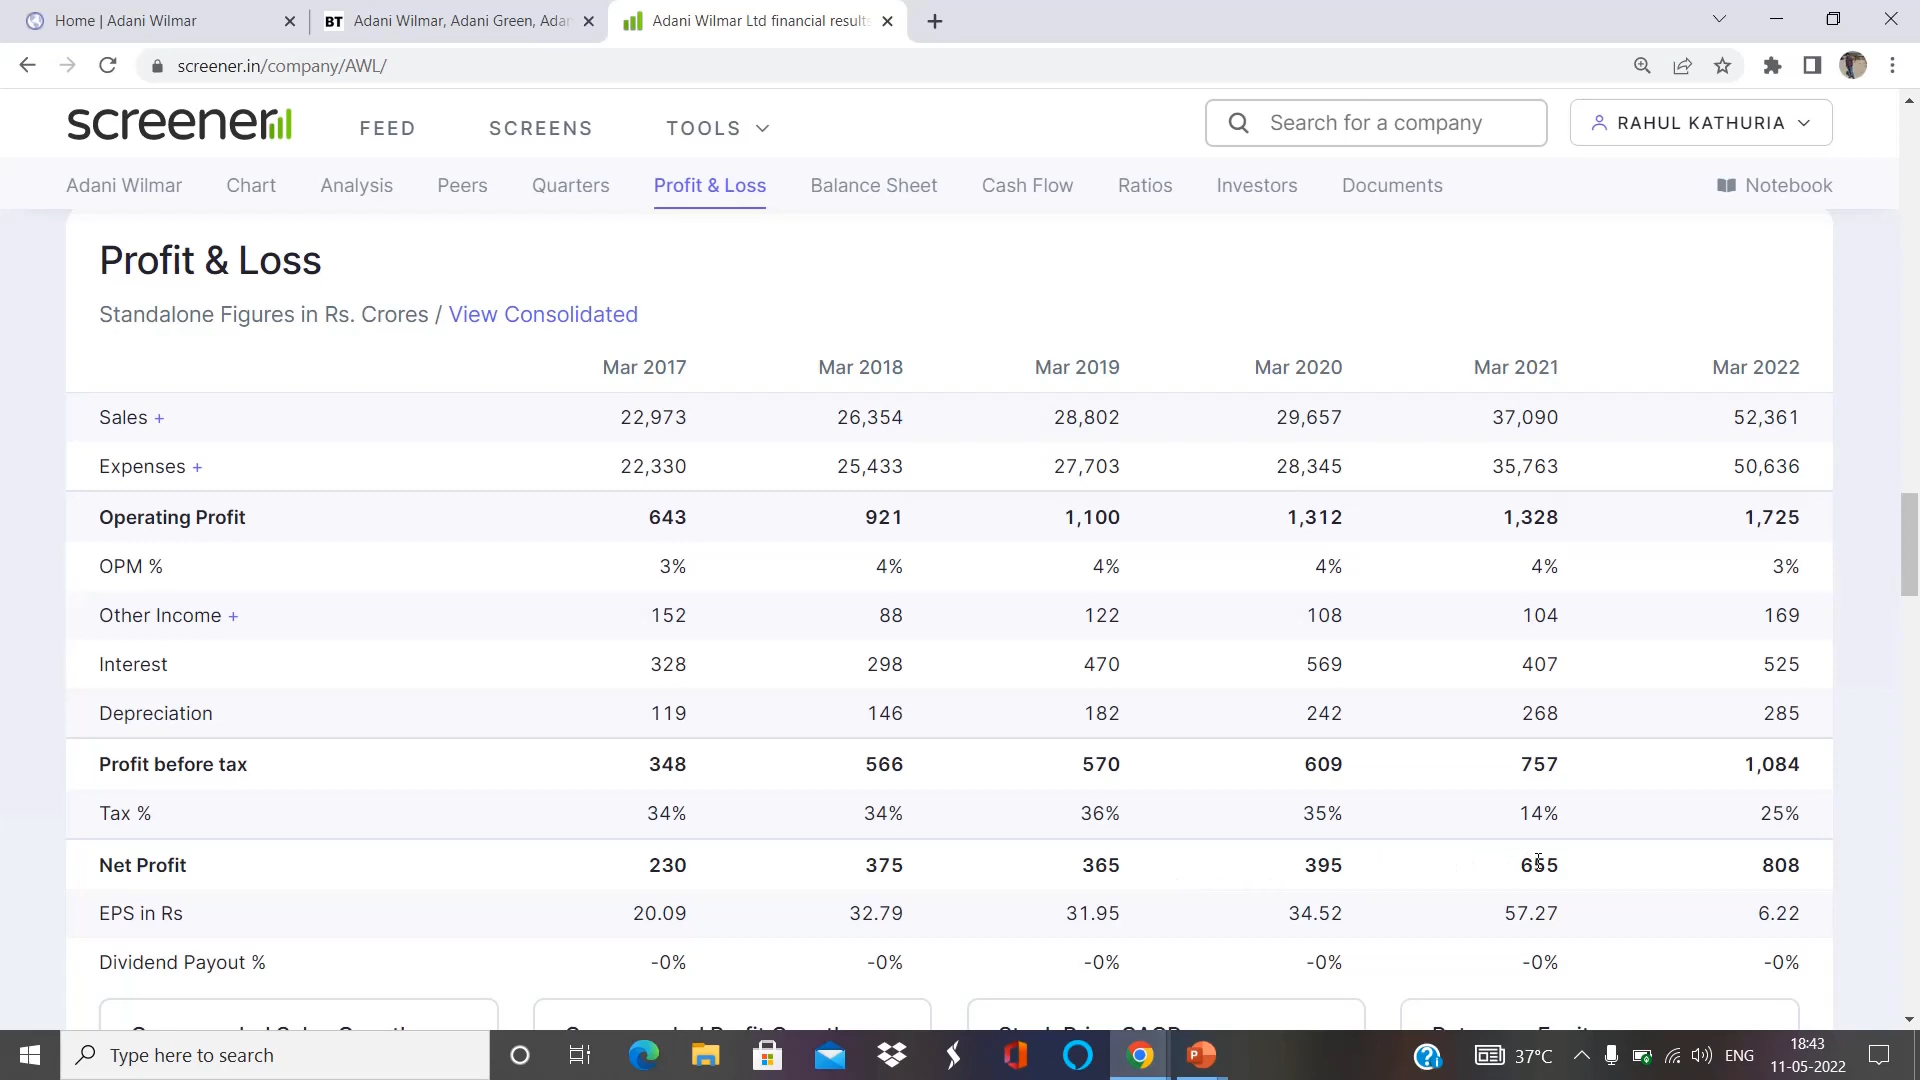 Home | Adani Wilmar
BT Adani Wilmar, Adani Green, Adan
Adani Wilmar Ltd financial results
screener.in/company/AWL/
screener FEED SCREENS TOOLS Search for a company RAHUL KATHURIA
Adani Wilmar Chart Analysis Peers Quarters Profit & Loss Balance Sheet Cash Flow Ratios Investors Documents Notebook
Profit & Loss
Standalone Figures in Rs. Crores / View Consolidated
Mar 2017 Mar 2018 Mar 2019 Mar 2020 Mar 2021 Mar 2022
Sales + 22,973 26,354 28,802 29,657 37,090 52,361
Expenses + 22,330 25,433 27,703 28,345 35,763 50,636
Operating Profit 643 921 1,100 1,312 1,328 1,725
OPM % 3% 4% 4% 4% 4% 3%
Other Income + 152 88 122 108 104 169
Interest 328 298 470 569 407 525
Depreciation 119 146 182 242 268 285
Profit before tax 348 566 570 609 757 1,084
Tax % 34% 34% 36% 35% 14% 25%
Net Profit 230 375 365 395 655 808
EPS in Rs 20.09 32.79 31.95 34.52 57.27 6.22
Dividend Payout % -0% -0% -0% -0% -0% -0%
Type here to search
37°C
ENG
18:43
11-05-2022